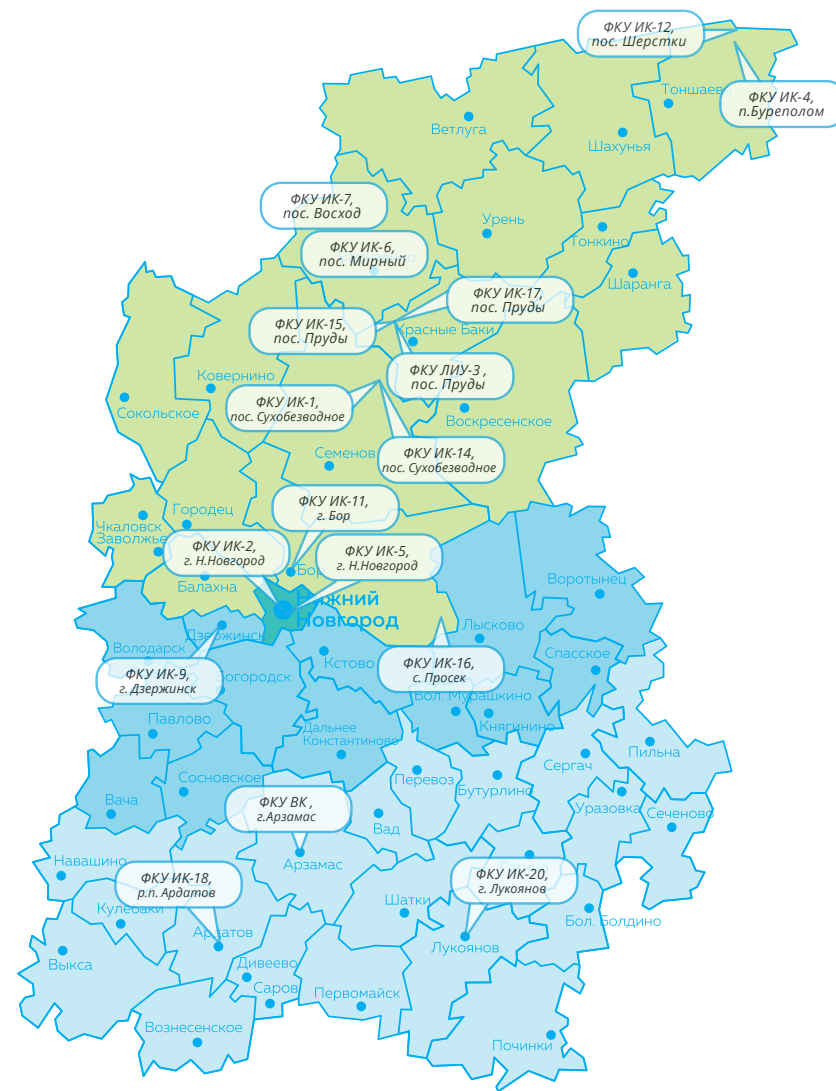 ФКУ ИК-12,
пос. Шерстки
Тоншаево
ФКУ ИК-4,
п.Буреполом
Ветлуга
Шахунья
ФКУ ИК-7,
пос. Восход
Урень
Тонкино
ФКУ ИК-6,
пос. Мирный
Шаранга
ФКУ ИК-17,
пос. Пруды
ФКУ ИК-15,
пос. Пруды
Красные Баки
ФКУ ЛИУ-3 ,
пос. Пруды
Ковернино
Сокольское
ФКУ ИК-1,
пос. Сухобезводное
Воскресенское
Семенов
ФКУ ИК-14,
пос. Сухобезводное
ФКУ ИК-11,
г. Бор
Городец
Чкаловск
Заволжье
ФКУ ИК-2,
г. Н.Новгород
ФКУ ИК-5,
г. Н.Новгород
Бор
Балахна
Воротынец
Нижний
Новгород
Лысково
Дзержинск
Володарск
Кстово
Спасское
ФКУ ИК-9,
г. Дзержинск
Богородск
ФКУ ИК-16,
с. Просек
Бол. Мурашкино
Павлово
Княгинино
Дальнее
Константиново
Пильна
Сергач
Сосновское
Перевоз
Бутурлино
Вача
ФКУ ВК ,
г.Арзамас
Вад
Уразовка
Сеченово
Навашино
Арзамас
ФКУ ИК-18,
р.п. Ардатов
ФКУ ИК-20,
г. Лукоянов
Кулебаки
Шатки
Бол. Болдино
Ардатов
Лукоянов
Выкса
Дивеево
Саров
Первомайск
Вознесенское
Починки